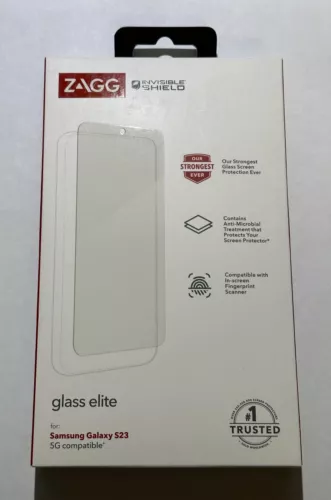 ZAGG
INVISIBLE
SHIELD
OUR
STRONGEST
EVER
Our Strongest
Glass Screen
Protection Ever
Contains
Anti-Microbial
Treatment that
Protects Your
Screen Protector*
Compatible with
In-screen
Fingerprint
Scanner
glass elite
for:
Samsung Galaxy S23
5G compatible
#1
TRUSTED